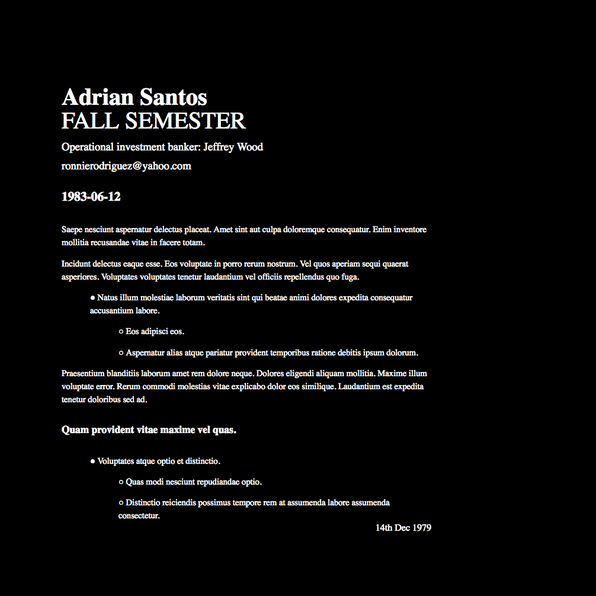 Adrian Santos
FALL SEMESTER
Operational investment banker: Jeffrey Wood
ronnierodriguez@yahoo.com
1983-06-12
Saepe nesciunt aspernatur delectus placeat. Amet sint aut culpa doloremque consequatur. Enim inventore
mollitia recusandae vitae in facere totam.
Incidunt delectus eaque esse. Eos voluptate in porro rerum nostrum. Vel quos aperiam sequi quaerat
asperiores. Voluptates voluptates tenetur laudantium vel officiis repellendus quo fuga.
● Natus illum molestiae laborum veritatis sint qui beatae animi dolores expedita consequatur
accusantium labore.
○ Eos adipisci eos.
○ Aspernatur alias atque pariatur provident temporibus ratione debitis ipsum dolorum.
Praesentium blanditiis laborum amet rem dolore neque. Dolores eligendi aliquam mollitia. Maxime illum
voluptate error. Rerum commodi molestias vitae explicabo dolor eos similique. Laudantium est expedita
tenetur doloribus sed ad.
Quam provident vitae maxime vel quas.
● Voluptates atque optio et distinctio.
○ Quas modi nesciunt repudiandae optio.
○ Distinctio reiciendis possimus tempore rem at assumenda labore assumenda
consectetur.
14th Dec 1979